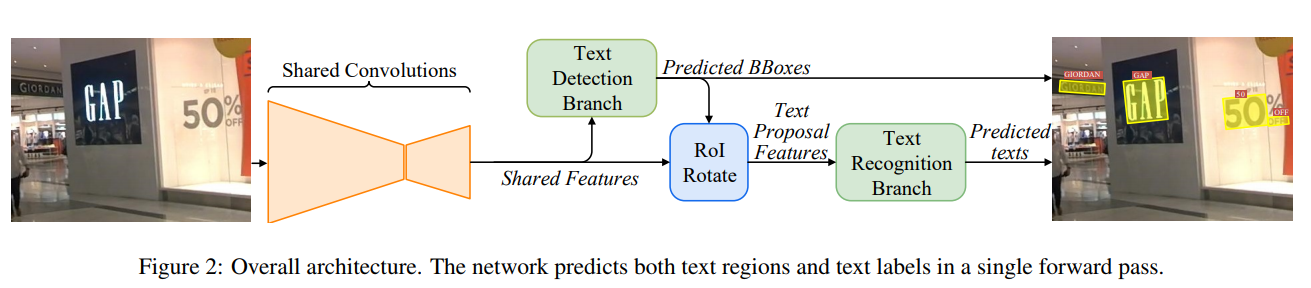 GIORDAN
GAP
50%
OFF
Shared Convolutions
Shared Features
Text
Detection
Branch
Predicted BBoxes
RoI
Rotate
Text
Proposal
Features
Text
Recognition
Branch
Predicted
texts
GIORDAN
GIORDAN
GAP
GAP
50
50%
OFF
OFF
Figure 2: Overall architecture. The network predicts both text regions and text labels in a single forward pass.